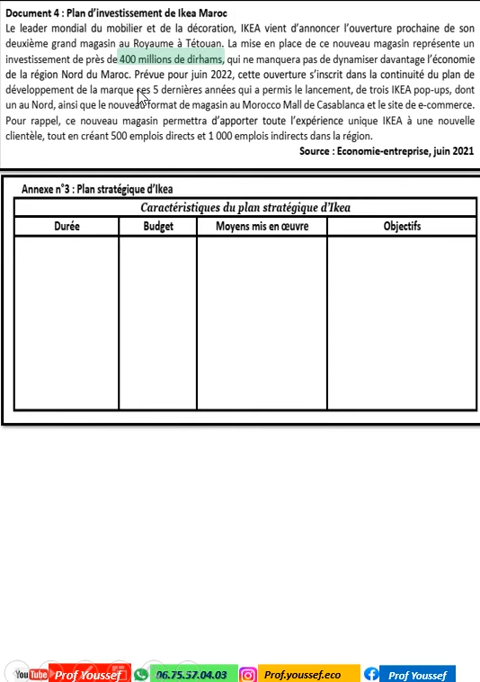 Document 4 : Plan d'investissement de Ikea Maroc
Le leader mondial du mobilier et de la décoration, IKEA vient d'annoncer l'ouverture prochaine de son
deuxième grand magasin au Royaume à Tétouan. La mise en place de ce nouveau magasin représente un
investissement de près de 400 millions de dirhams, qui ne manquera pas de dynamiser davantage l'économie
de la région Nord du Maroc. Prévue pour juin 2022, cette ouverture s'inscrit dans la continuité du plan de
développement de la marque ces 5 dernières années qui a permis le lancement, de trois IKEA pop-ups, dont
un au Nord, ainsi que le nouveau format de magasin au Morocco Mall de Casablanca et le site de e-commerce.
Pour rappel, ce nouveau magasin permettra d'apporter toute l'expérience unique IKEA à une nouvelle
clientèle, tout en créant 500 emplois directs et 1 000 emplois indirects dans la région.
Source : Economie-entreprise, juin 2021
Annexe n°3 : Plan stratégique d'Ikea
Caractéristiques du plan stratégique d'Ikea
Durée Budget Moyens mis en œuvre Objectifs
YouTube Prof Youssef 06.75.57.04.03 Prof.youssef.eco Prof Youssef